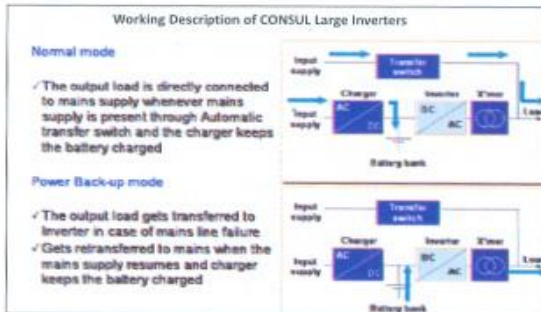 Working Description of CONSUL Large Inverters
Normal mode
✓The output load is directly connected
to mains supply whenever mains
supply is present through Automatic
transfer switch and the charger keeps
the battery charged
Power Back-up mode
✓The output load gets transferred to
Inverter in case of mains line failure
✓Gets retransferred to mains when the
mains supply resumes and charger
keeps the battery charged
Input
supply
Transfer
switch
Charger
Inverter
X'mer
Input
supply
AC
DC
DC
AC
Load
Battery bank
Input
supply
Transfer
switch
Charger
Inverter
X'mer
Input
supply
AC
DC
DC
AC
Load
Battery bank